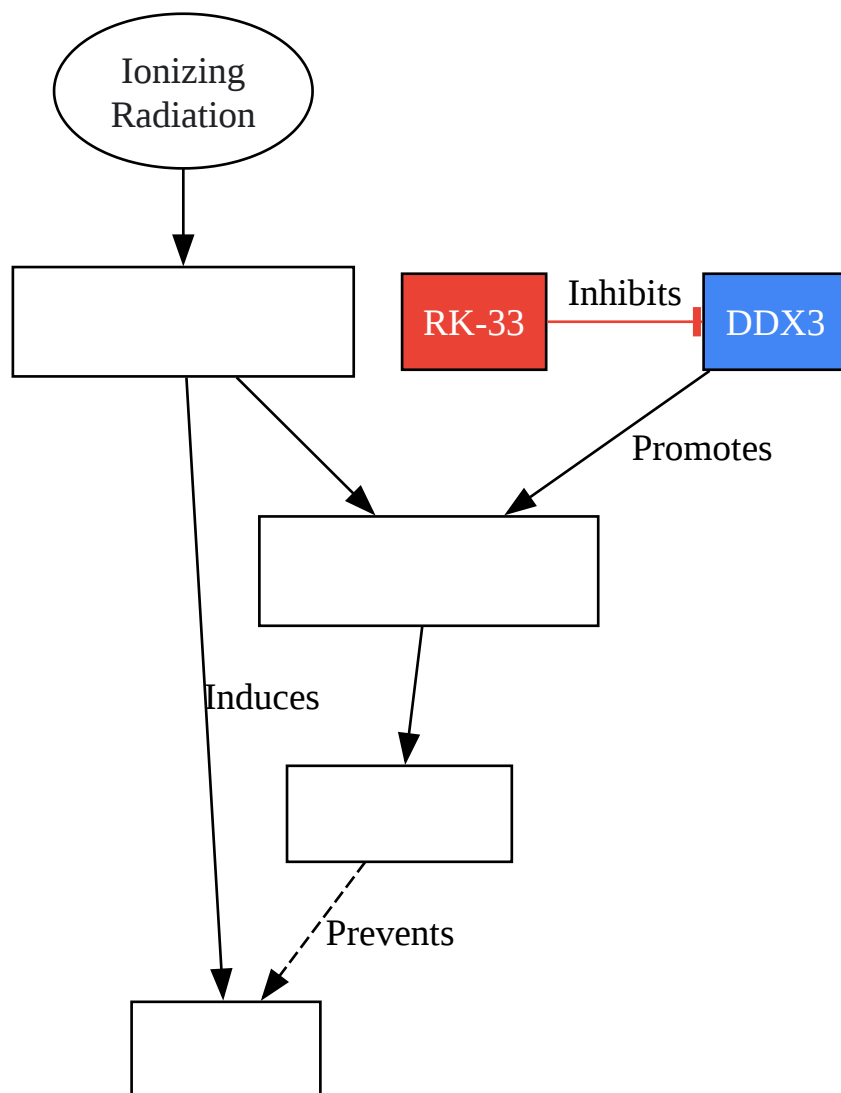 Ionizing
Radiation
RK-33
Inhibits
DDX3
Promotes
Induces
Prevents